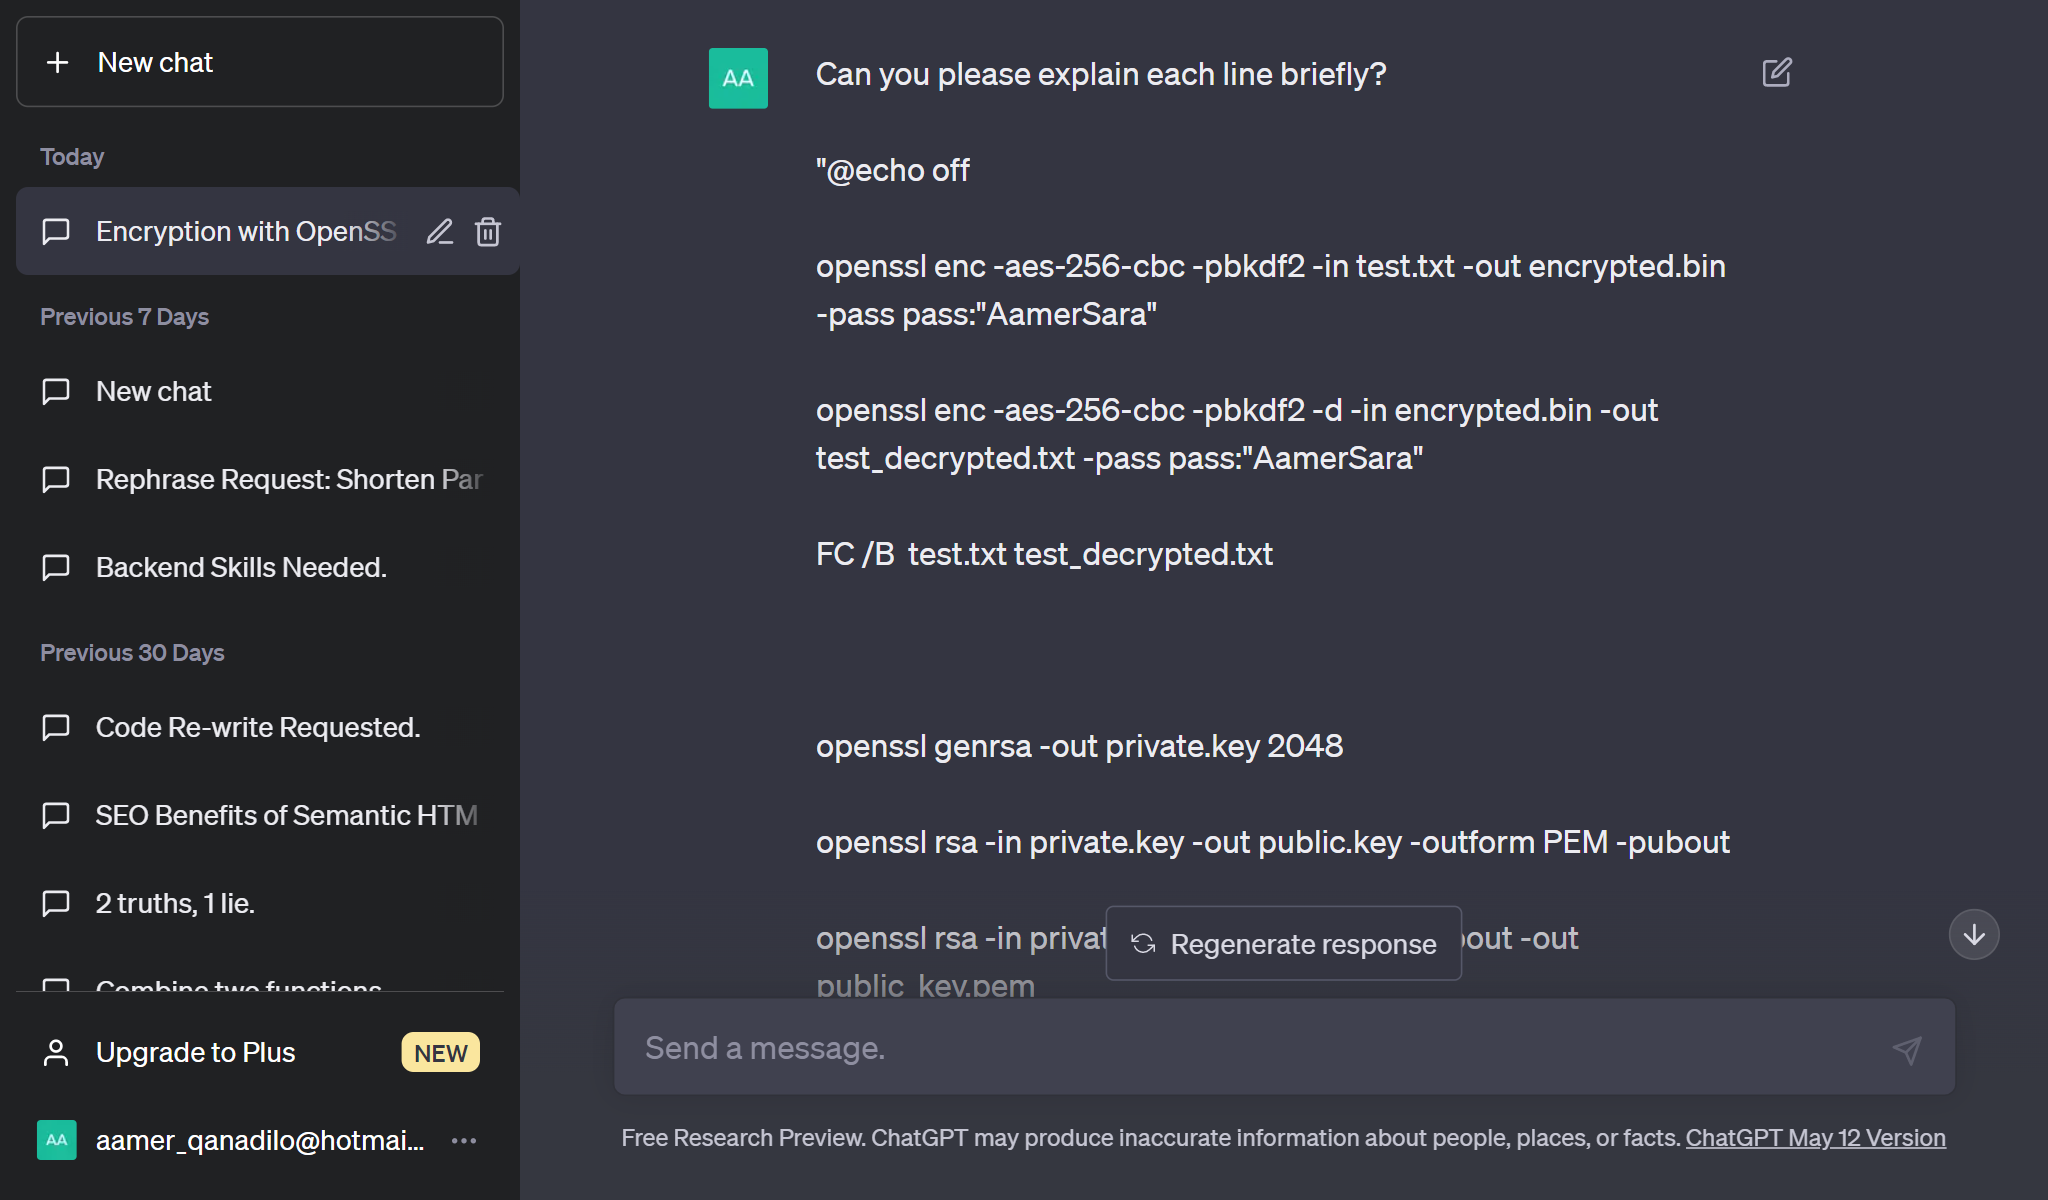 New chat
Today
Encryption with OpenSS
Previous 7 Days
New chat
Rephrase Request: Shorten Par
Backend Skills Needed.
Previous 30 Days
Code Re-write Requested.
SEO Benefits of Semantic HTM
2 truths, 1 lie.
Combine two functions
Upgrade to Plus
NEW
AA
aamer_qanadilo@hotmai...
AA
Can you please explain each line briefly?
"@echo off
openssl enc -aes-256-cbc -pbkdf2 -in test.txt -out encrypted.bin
-pass pass:"AamerSara"
openssl enc -aes-256-cbc -pbkdf2 -d -in encrypted.bin -out
test_decrypted.txt -pass pass:"AamerSara"
FC /B  test.txt test_decrypted.txt
openssl genrsa -out private.key 2048
openssl rsa -in private.key -out public.key -outform PEM -pubout
openssl rsa -in privat bout -out
public_key.pem
Regenerate response
Send a message.
Free Research Preview. ChatGPT may produce inaccurate information about people, places, or facts. ChatGPT May 12 Version